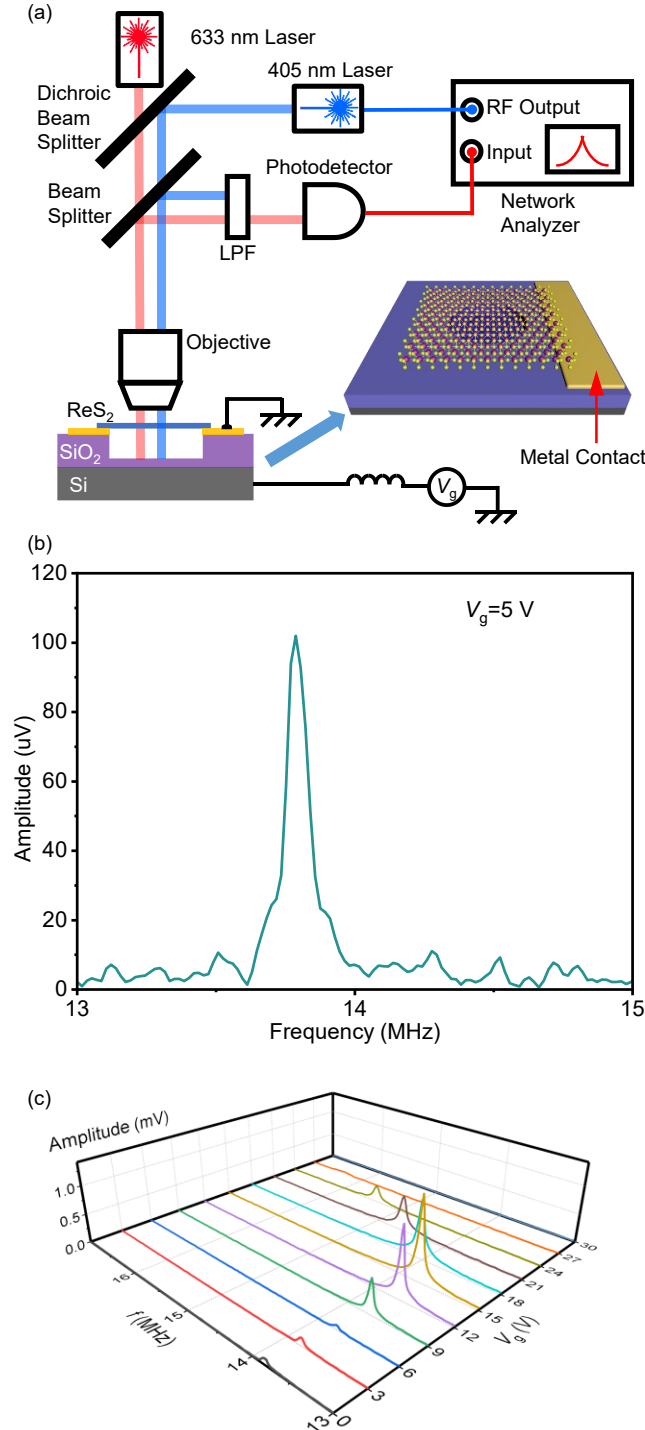 (a)
633 nm Laser
405 nm Laser
Dichroic
Beam
Splitter
RF Output
Input
Photodetector
Beam
Splitter
Network
Analyzer
LPF
Objective
ReS2
SiO2
Si
Metal Contact
Vg
(b)
Vg=5 V
120
100
80
60
40
20
0
Amplitude (uV)
13
14
15
Frequency (MHz)
(c)
Amplitude (mV)
1.0
0.5
0.0
16
15
14
13
f (MHz)
0
3
6
9
12
15
18
21
24
27
30
Vg (V)